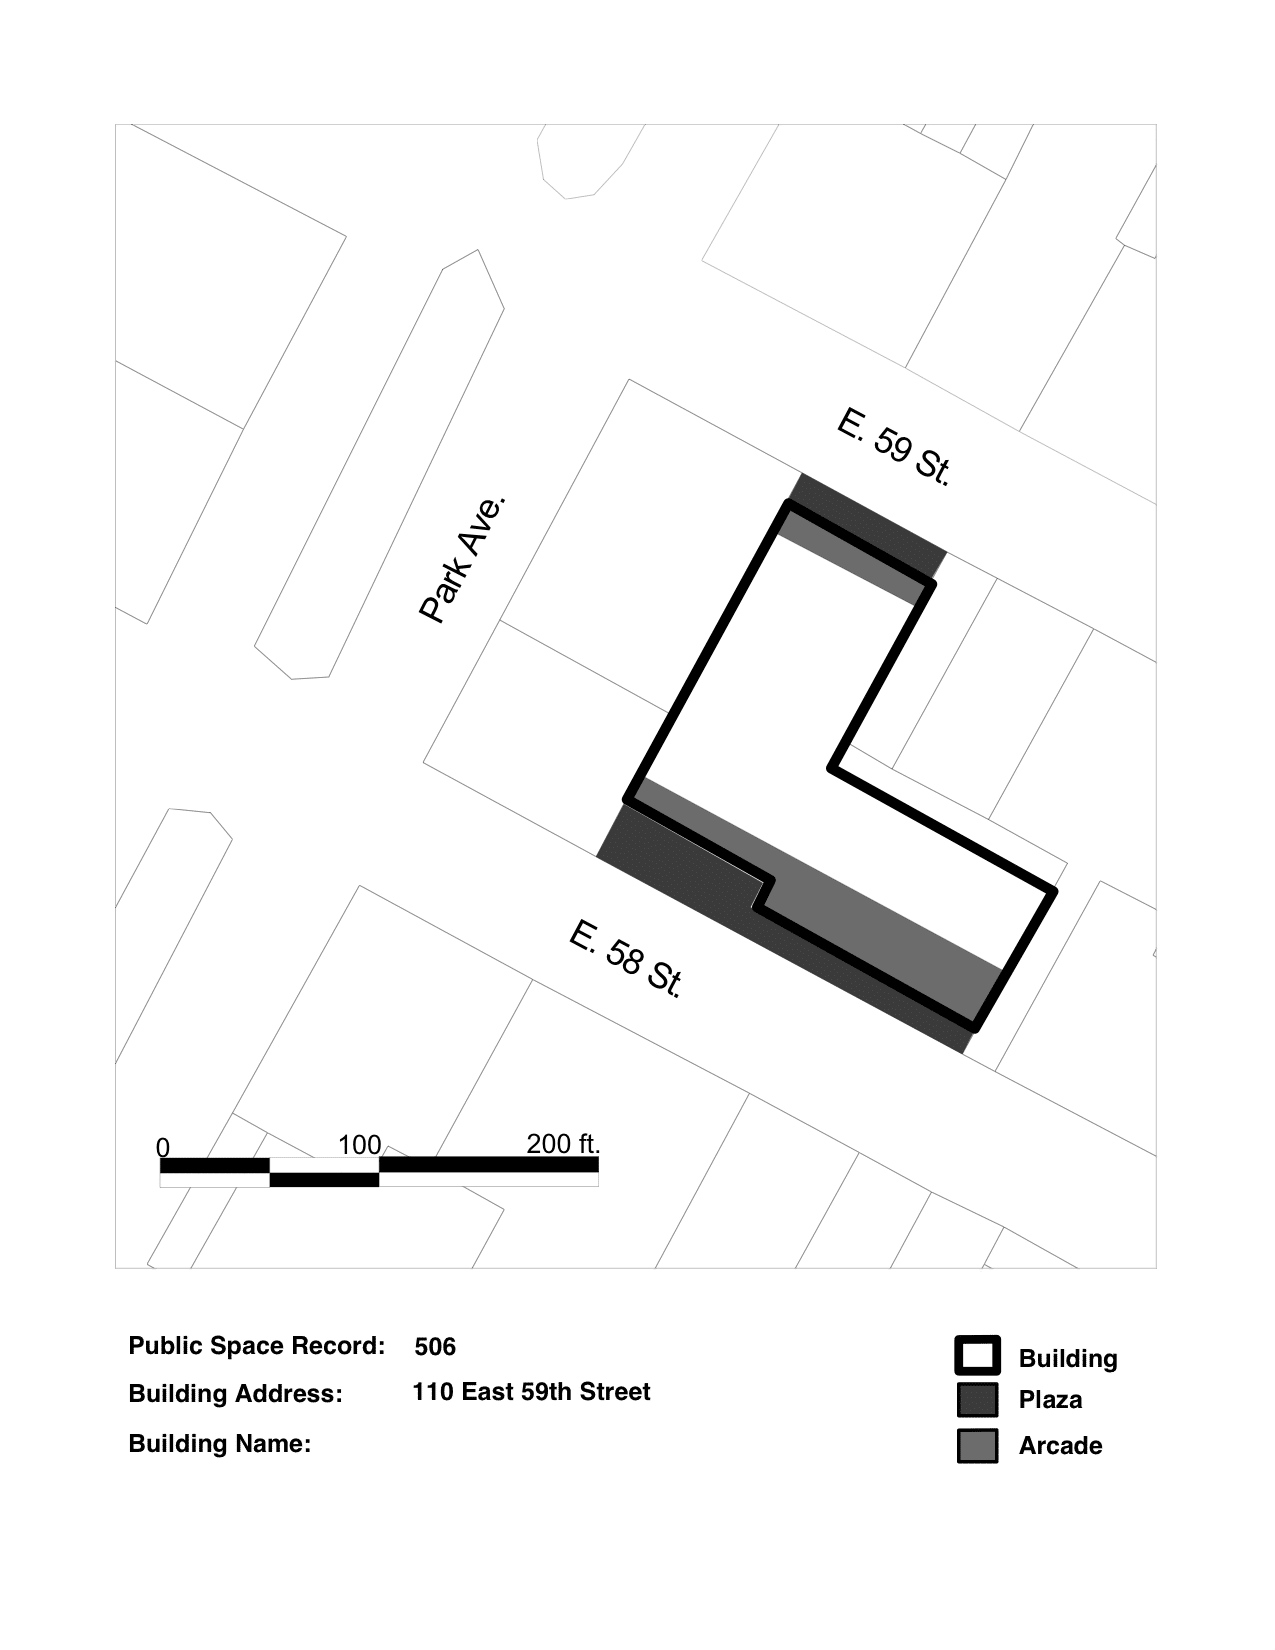 E. 59 St.
Park Ave.
E. 58 St.
0 100 200 ft.
Public Space Record: 506
Building Address: 110 East 59th Street
Building Name:
Building
Plaza
Arcade